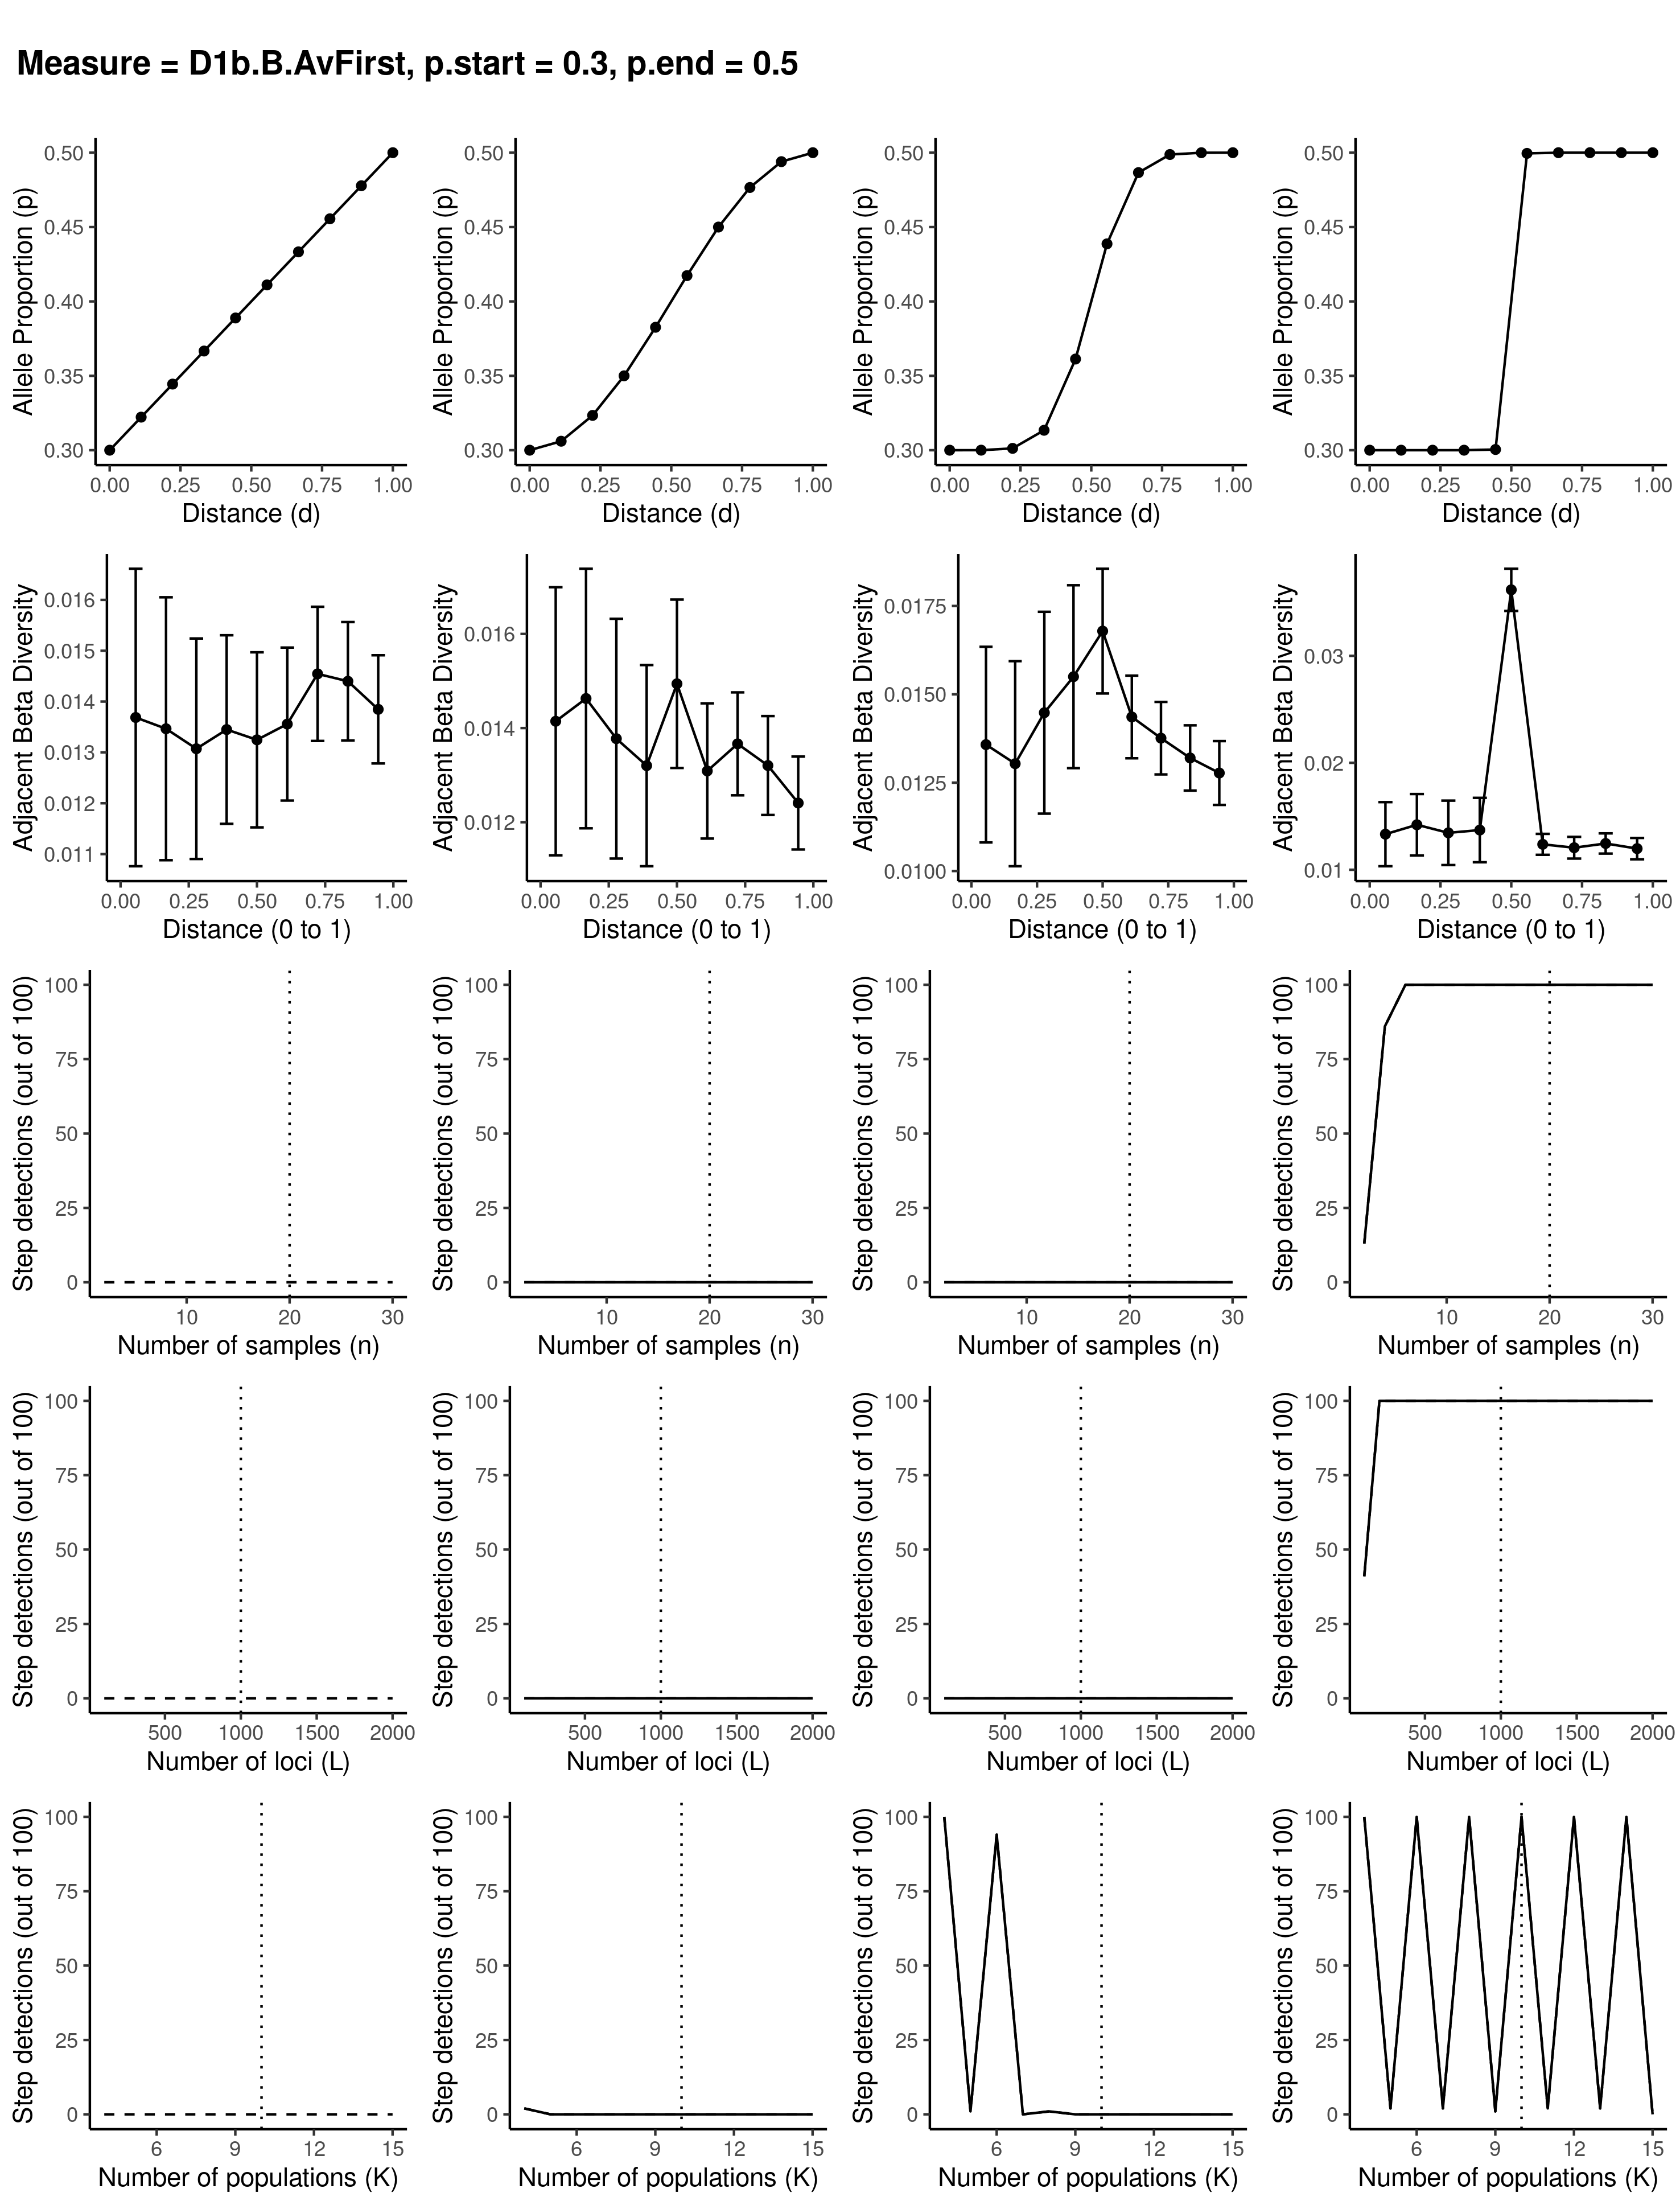 Measure = D1b.B.AvFirst, p.start = 0.3, p.end = 0.5
Allele Proportion (p)
0.50
0.45
0.40
0.35
0.30
0.00 0.25 0.50 0.75 1.00
Distance (d)
Allele Proportion (p)
0.50
0.45
0.40
0.35
0.30
0.00 0.25 0.50 0.75 1.00
Distance (d)
Allele Proportion (p)
0.50
0.45
0.40
0.35
0.30
0.00 0.25 0.50 0.75 1.00
Distance (d)
Allele Proportion (p)
0.50
0.45
0.40
0.35
0.30
0.00 0.25 0.50 0.75 1.00
Distance (d)
Adjacent Beta Diversity
0.016
0.015
0.014
0.013
0.012
0.011
0.00 0.25 0.50 0.75 1.00
Distance (0 to 1)
Adjacent Beta Diversity
0.016
0.014
0.012
0.00 0.25 0.50 0.75 1.00
Distance (0 to 1)
Adjacent Beta Diversity
0.0175
0.0150
0.0125
0.0100
0.00 0.25 0.50 0.75 1.00
Distance (0 to 1)
Adjacent Beta Diversity
0.03
0.02
0.01
0.00 0.25 0.50 0.75 1.00
Distance (0 to 1)
Step detections (out of 100)
100
75
50
25
0
10 20 30
Number of samples (n)
Step detections (out of 100)
100
75
50
25
0
10 20 30
Number of samples (n)
Step detections (out of 100)
100
75
50
25
0
10 20 30
Number of samples (n)
Step detections (out of 100)
100
75
50
25
0
10 20 30
Number of samples (n)
Step detections (out of 100)
100
75
50
25
0
500 1000 1500 2000
Number of loci (L)
Step detections (out of 100)
100
75
50
25
0
500 1000 1500 2000
Number of loci (L)
Step detections (out of 100)
100
75
50
25
0
500 1000 1500 2000
Number of loci (L)
Step detections (out of 100)
100
75
50
25
0
500 1000 1500 2000
Number of loci (L)
Step detections (out of 100)
100
75
50
25
0
6 9 12 15
Number of populations (K)
Step detections (out of 100)
100
75
50
25
0
6 9 12 15
Number of populations (K)
Step detections (out of 100)
100
75
50
25
0
6 9 12 15
Number of populations (K)
Step detections (out of 100)
100
75
50
25
0
6 9 12 15
Number of populations (K)